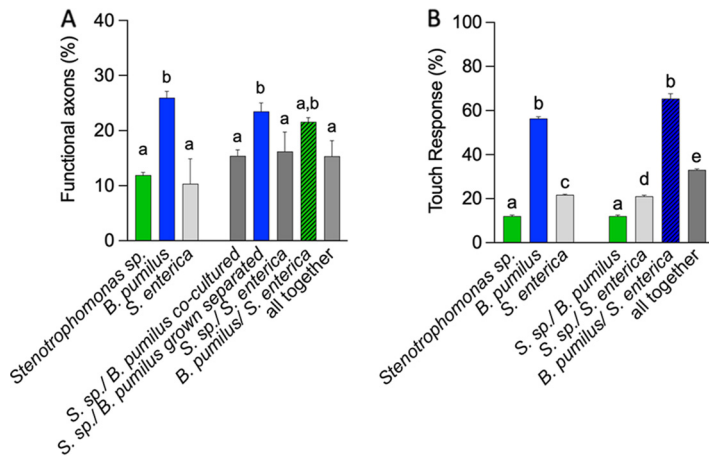 A
Functional axons (%)
40
30
20
10
0
a
b
a
a
b
a
a,b
a
Stenotrophomonas sp.
B. pumilus
S. enterica
S. sp./ B. pumilus co-cultured
S. sp./ B. pumilus grown separated
S. sp./ S. enterica
B. pumilus/ S. enterica
all together
B
Touch Response (%)
100
80
60
40
20
0
a
b
c
a
d
b
e
Stenotrophomonas sp.
B. pumilus
S. enterica
S. sp./ B. pumilus
S. sp./ S. enterica
B. pumilus/ S. enterica
all together